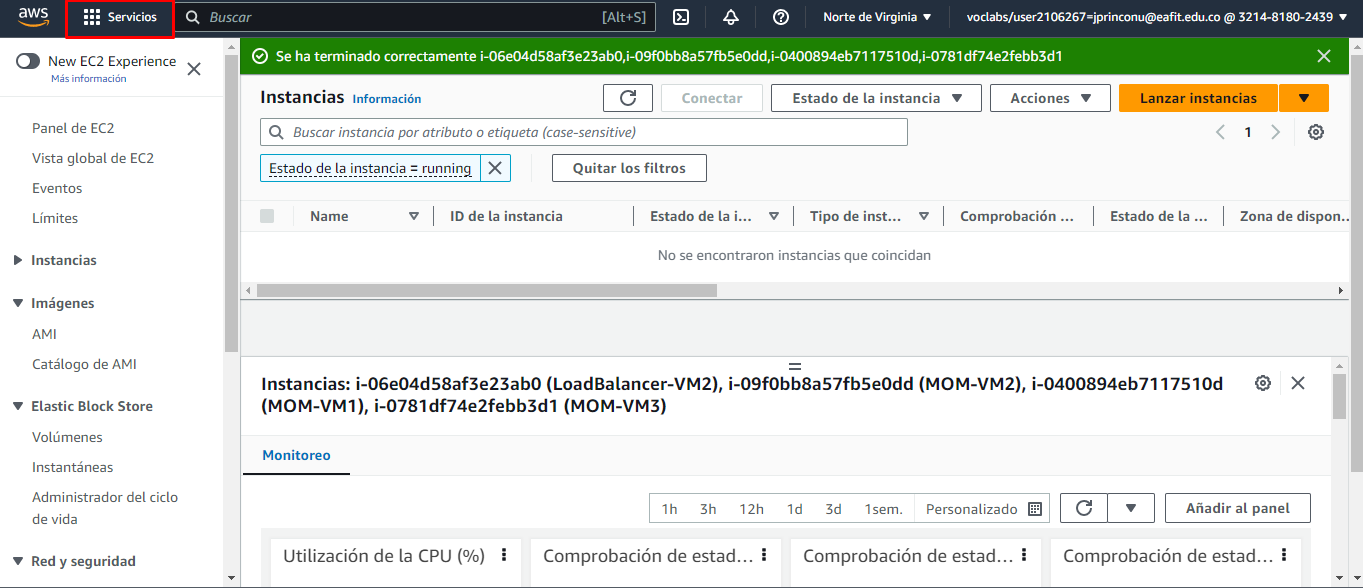 aws
Servicios
Buscar
[Alt+S]
Norte de Virginia
voclabs/user2106267=jprinconu@eafit.edu.co @ 3214-8180-2439
New EC2 Experience
Más información
Panel de EC2
Vista global de EC2
Eventos
Límites
Instancias
Imágenes
AMI
Catálogo de AMI
Elastic Block Store
Volúmenes
Instantáneas
Administrador del ciclo
de vida
Red y seguridad
Se ha terminado correctamente i-06e04d58af3e23ab0,i-09f0bb8a57fb5e0dd,i-0400894eb7117510d,i-0781df74e2febb3d1
Instancias Información
Conectar
Estado de la instancia
Acciones
Lanzar instancias
Buscar instancia por atributo o etiqueta (case-sensitive)
1
Estado de la instancia = running
Quitar los filtros
Name
ID de la instancia
Estado de la i...
Tipo de inst...
Comprobación ...
Estado de la ...
Zona de dispon...
No se encontraron instancias que coincidan
Instancias: i-06e04d58af3e23ab0 (LoadBalancer-VM2), i-09f0bb8a57fb5e0dd (MOM-VM2), i-0400894eb7117510d
(MOM-VM1), i-0781df74e2febb3d1 (MOM-VM3)
Monitoreo
1h
3h
12h
1d
3d
1sem.
Personalizado
Añadir al panel
Utilización de la CPU (%)
Comprobación de estad...
Comprobación de estad...
Comprobación de estad...